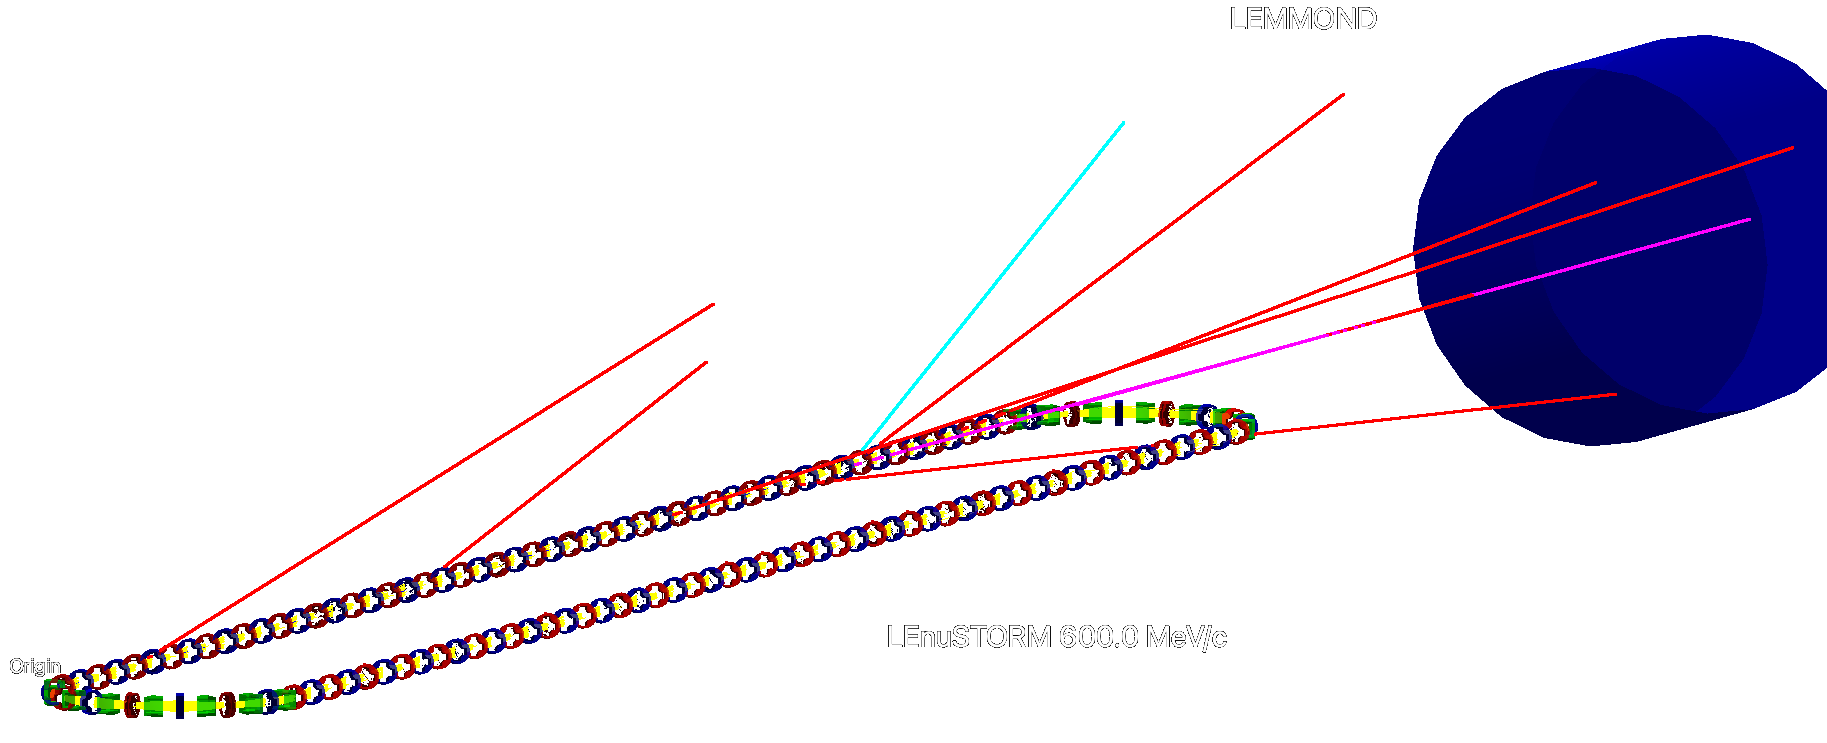 LEMMOND
LEnuSTORM 600.0 MeV/c
Origin